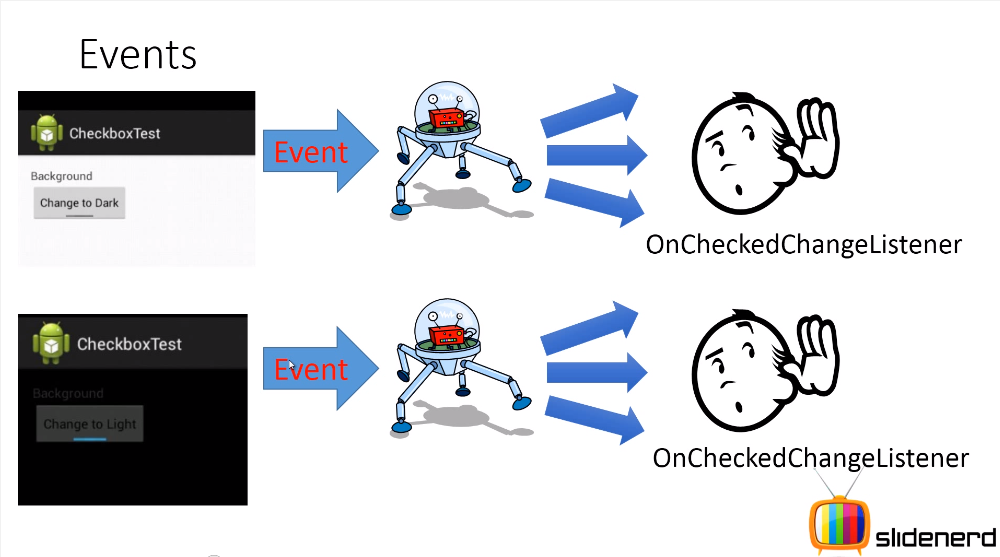 Events
CheckboxTest
Background
Change to Dark
Event
OnCheckedChangeListener
CheckboxTest
Background
Change to Light
Event
OnCheckedChangeListener
slidenerd